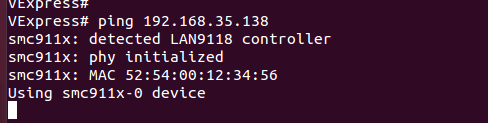 VExpress#
VExpress# ping 192.168.35.138
smc911x: detected LAN9118 controller
smc911x: phy initialized
smc911x: MAC 52:54:00:12:34:56
Using smc911x-0 device